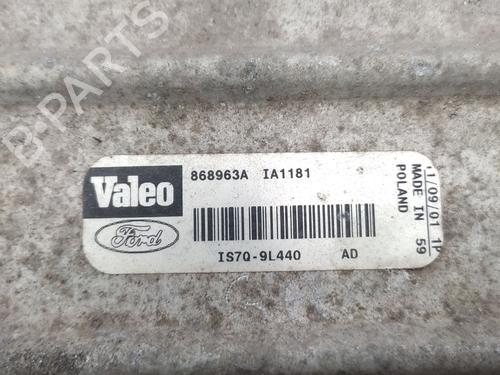 B-PARTS
Valeo
868963A IA1181
Ford
IS7Q-9L440 AD
11/09/01 1P
MADE IN 59
POLAND